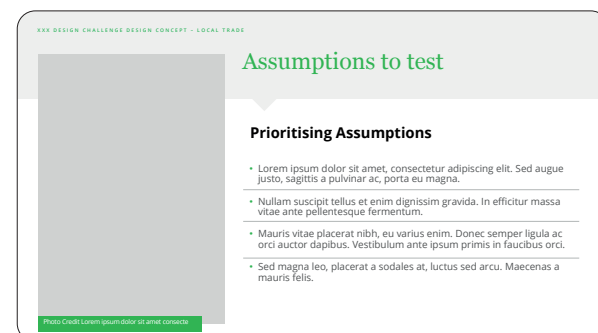 XXX DESIGN CHALLENGE DESIGN CONCEPT – LOCAL TRADE
Assumptions to test
Prioritising Assumptions
• Lorem ipsum dolor sit amet, consectetur adipiscing elit. Sed augue
justo, sagittis a pulvinar ac, porta eu magna.
• Nullam suscipit tellus et enim dignissim gravida. In efficitur massa
vitae ante pellentesque fermentum.
• Mauris vitae placerat nibh, eu varius enim. Donec semper ligula ac
orci auctor dapibus. Vestibulum ante ipsum primis in faucibus orci.
• Sed magna leo, placerat a sodales at, luctus sed arcu. Maecenas a
mauris felis.
Photo Credit Lorem ipsum dolor sit amet consecte